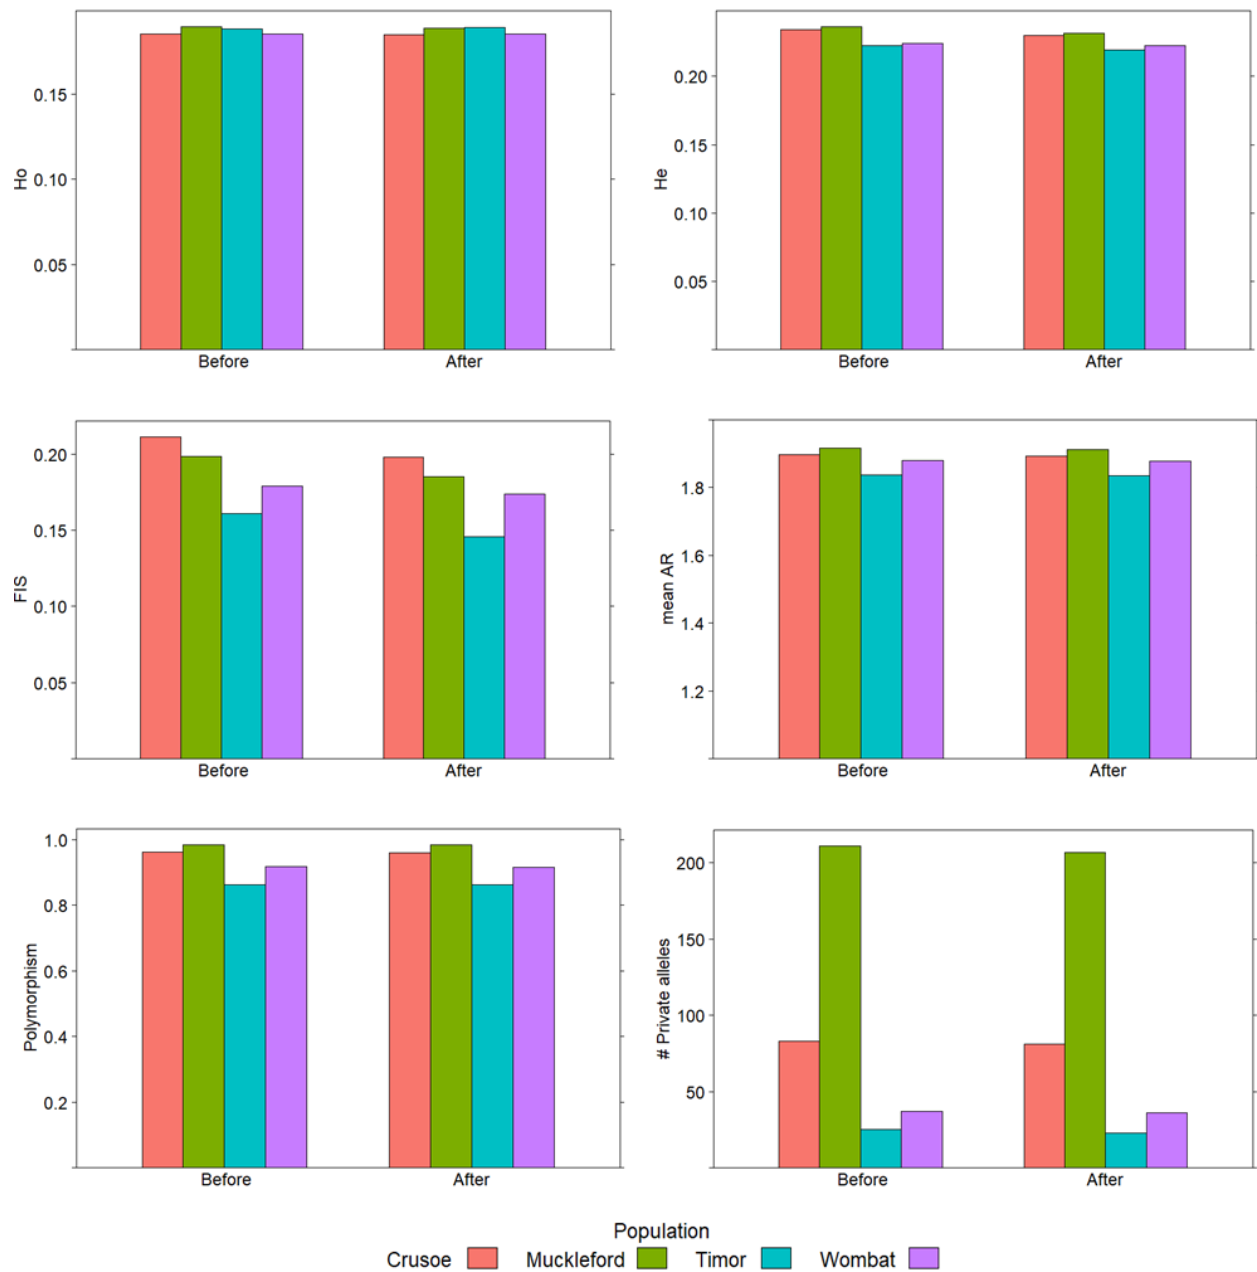 Ho
0.15
0.10
0.05
Before After
He
0.20
0.15
0.10
0.05
Before After
FIS
0.20
0.15
0.10
0.05
Before After
mean AR
1.8
1.6
1.4
1.2
Before After
Polymorphism
1.0
0.8
0.6
0.4
0.2
Before After
# Private alleles
200
150
100
50
Before After
Population
Crusoe Muckleford Timor Wombat